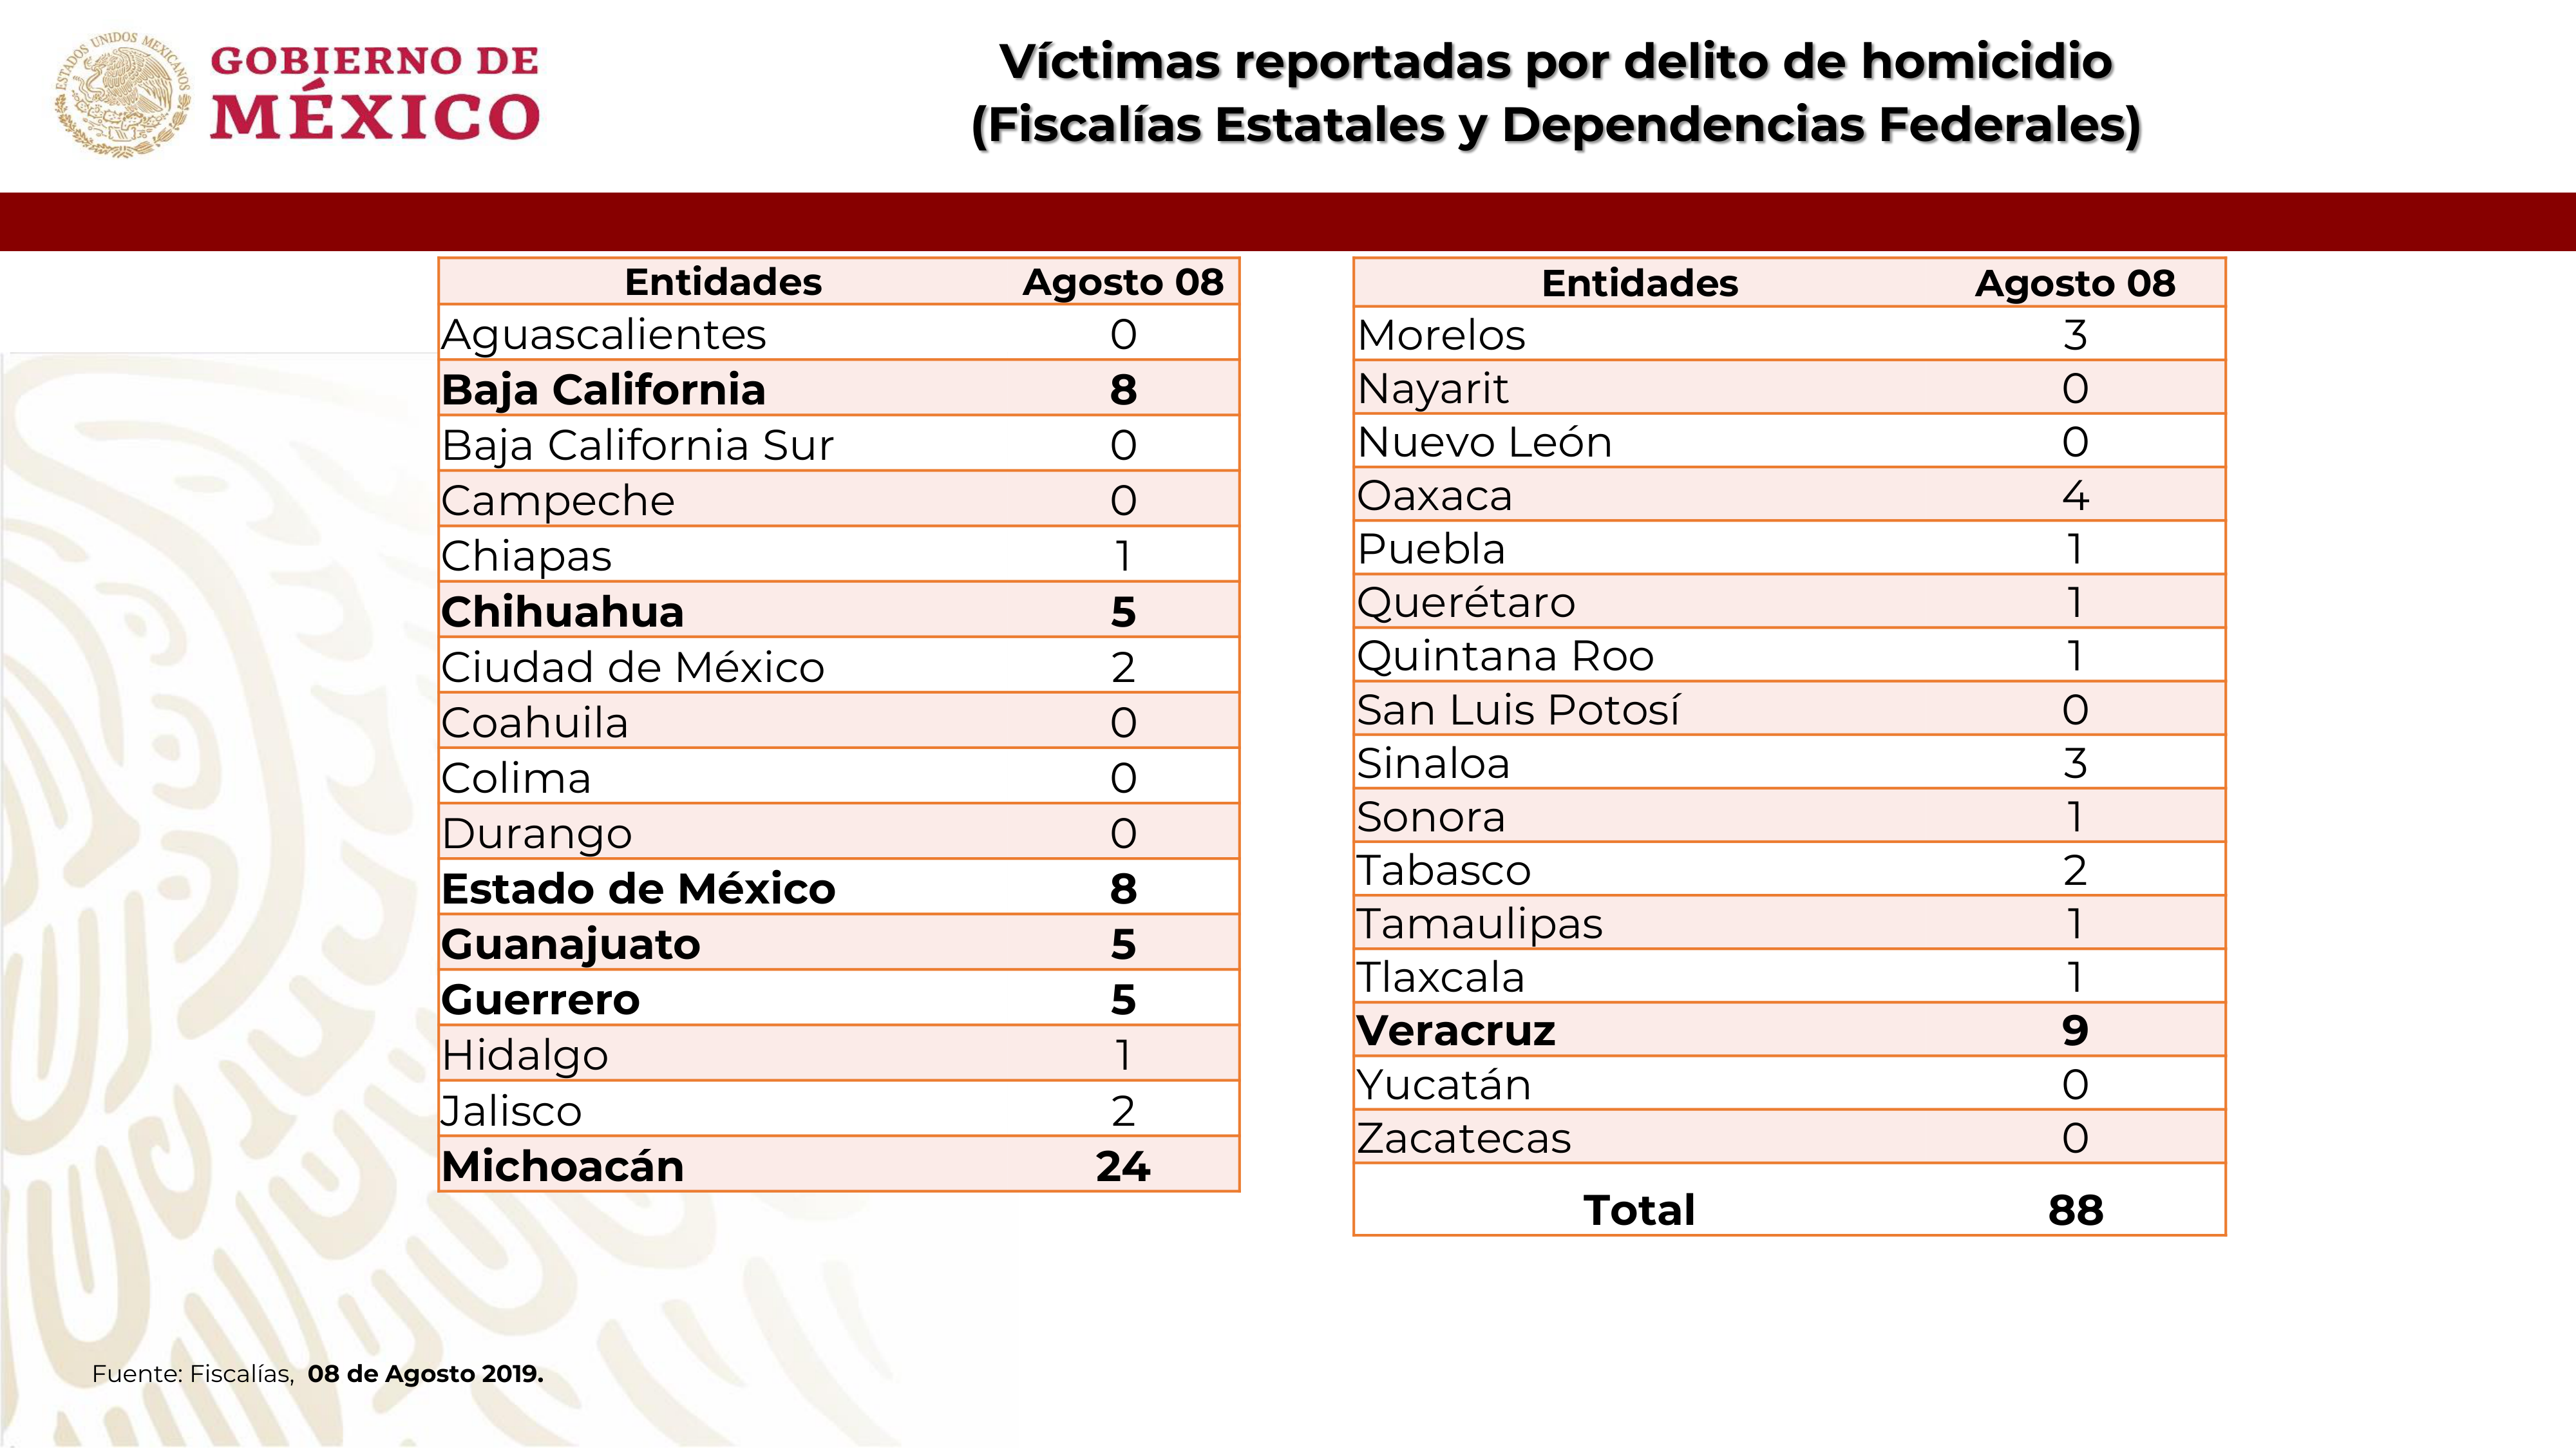 ESTADOS UNIDOS MEXICANOS
GOBIERNO DE
MÉXICO
Víctimas reportadas por delito de homicidio
(Fiscalías Estatales y Dependencias Federales)
Entidades Agosto 08
Aguascalientes 0
Baja California 8
Baja California Sur 0
Campeche 0
Chiapas 1
Chihuahua 5
Ciudad de México 2
Coahuila 0
Colima 0
Durango 0
Estado de México 8
Guanajuato 5
Guerrero 5
Hidalgo 1
Jalisco 2
Michoacán 24
Entidades Agosto 08
Morelos 3
Nayarit 0
Nuevo León 0
Oaxaca 4
Puebla 1
Querétaro 1
Quintana Roo 1
San Luis Potosí 0
Sinaloa 3
Sonora 1
Tabasco 2
Tamaulipas 1
Tlaxcala 1
Veracruz 9
Yucatán 0
Zacatecas 0
Total 88
Fuente: Fiscalías, 08 de Agosto 2019.